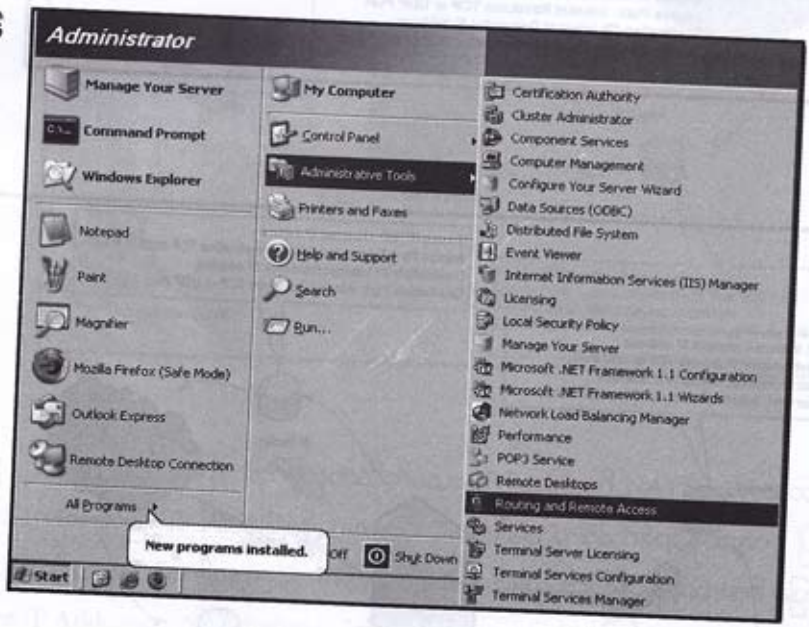 Administrator
Manage Your Server
Command Prompt
Windows Explorer
Notepad
Paint
Magnifier
Mozilla Firefox (Safe Mode)
Outlook Express
Remote Desktop Connection
All Programs
New programs installed.
My Computer
Control Panel
Administrative Tools
Printers and Faxes
Help and Support
Search
Run...
Off
Shut Down
Certification Authority
Cluster Administrator
Component Services
Computer Management
Configure Your Server Wizard
Data Sources (ODBC)
Distributed File System
Event Viewer
Internet Information Services (IIS) Manager
Licensing
Local Security Policy
Manage Your Server
Microsoft .NET Framework 1.1 Configuration
Microsoft .NET Framework 1.1 Wizards
Network Load Balancing Manager
Performance
POP3 Service
Remote Desktops
Routing and Remote Access
Services
Terminal Server Licensing
Terminal Services Configuration
Terminal Services Manager
Start